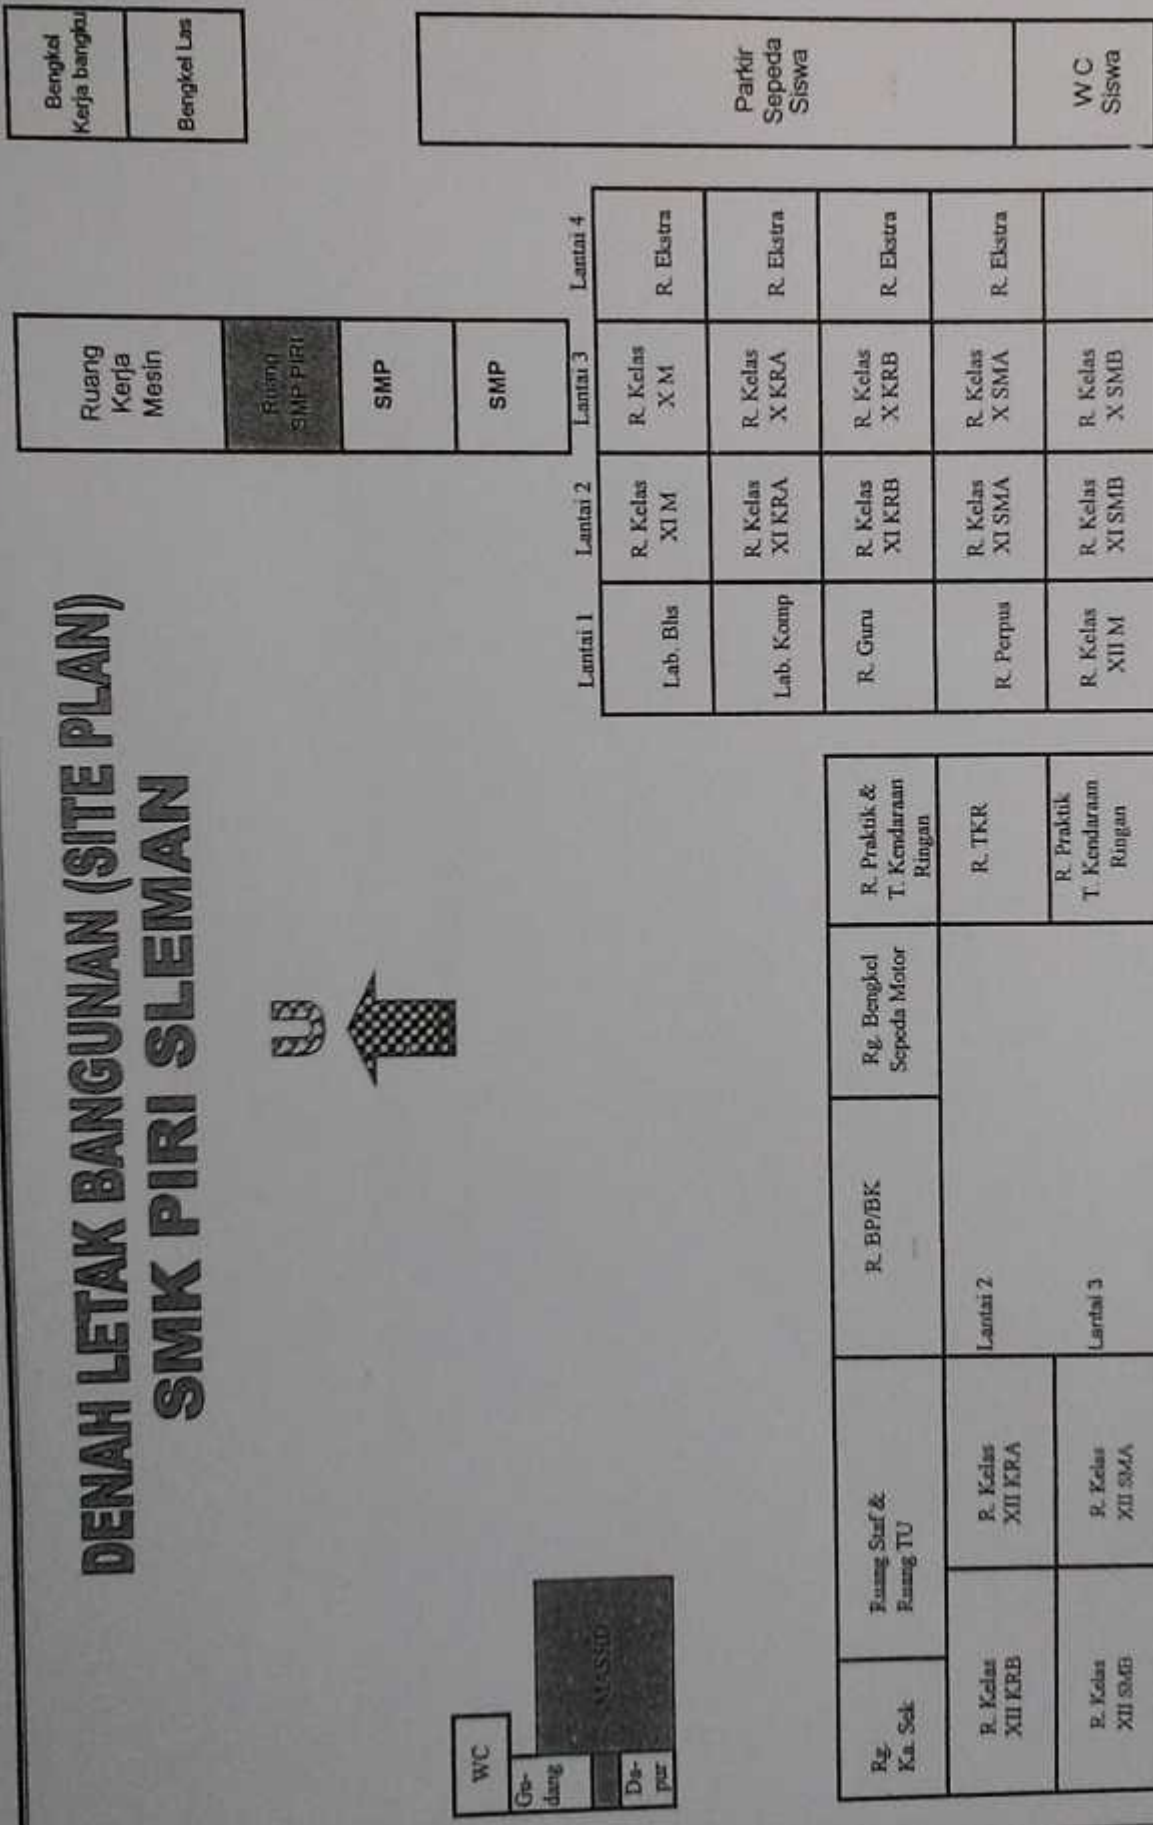 DENAH LETAK BANGUNAN (SITE PLAN)
SMK PIRI SLEMAN
U
Bengkel
Kerja bangku
Bengkel Las
Ruang
Kerja
Mesin
Ruang
SMP PIRI
SMP
SMP
Parkir
Sepeda
Siswa
W C
Siswa
Lantai 1
Lantai 2
Lantai 3
Lantai 4
Lab. Bhs
R. Kelas
XI M
R. Kelas
X M
R. Ekstra
Lab. Komp
R. Kelas
XI KRA
R. Kelas
X KRA
R. Ekstra
R. Guru
R. Kelas
XI KRB
R. Kelas
X KRB
R. Ekstra
R. Perpus
R. Kelas
XI SMA
R. Kelas
X SMA
R. Ekstra
R. Kelas
XII M
R. Kelas
XI SMB
R. Kelas
X SMB
WC
Gu-
dang
MASJID
Da-
pur
Rg.
Ka. Sek
Ruang Staf &
Ruang TU
R. BP/BK
Rg. Bengkel
Sepeda Motor
R. Praktik &
T. Kendaraan
Ringan
R. Kelas
XII KRB
R. Kelas
XII KRA
Lantai 2
R. TKR
R. Kelas
XII SMB
R. Kelas
XII SMA
Lantai 3
R. Praktik
T. Kendaraan
Ringan